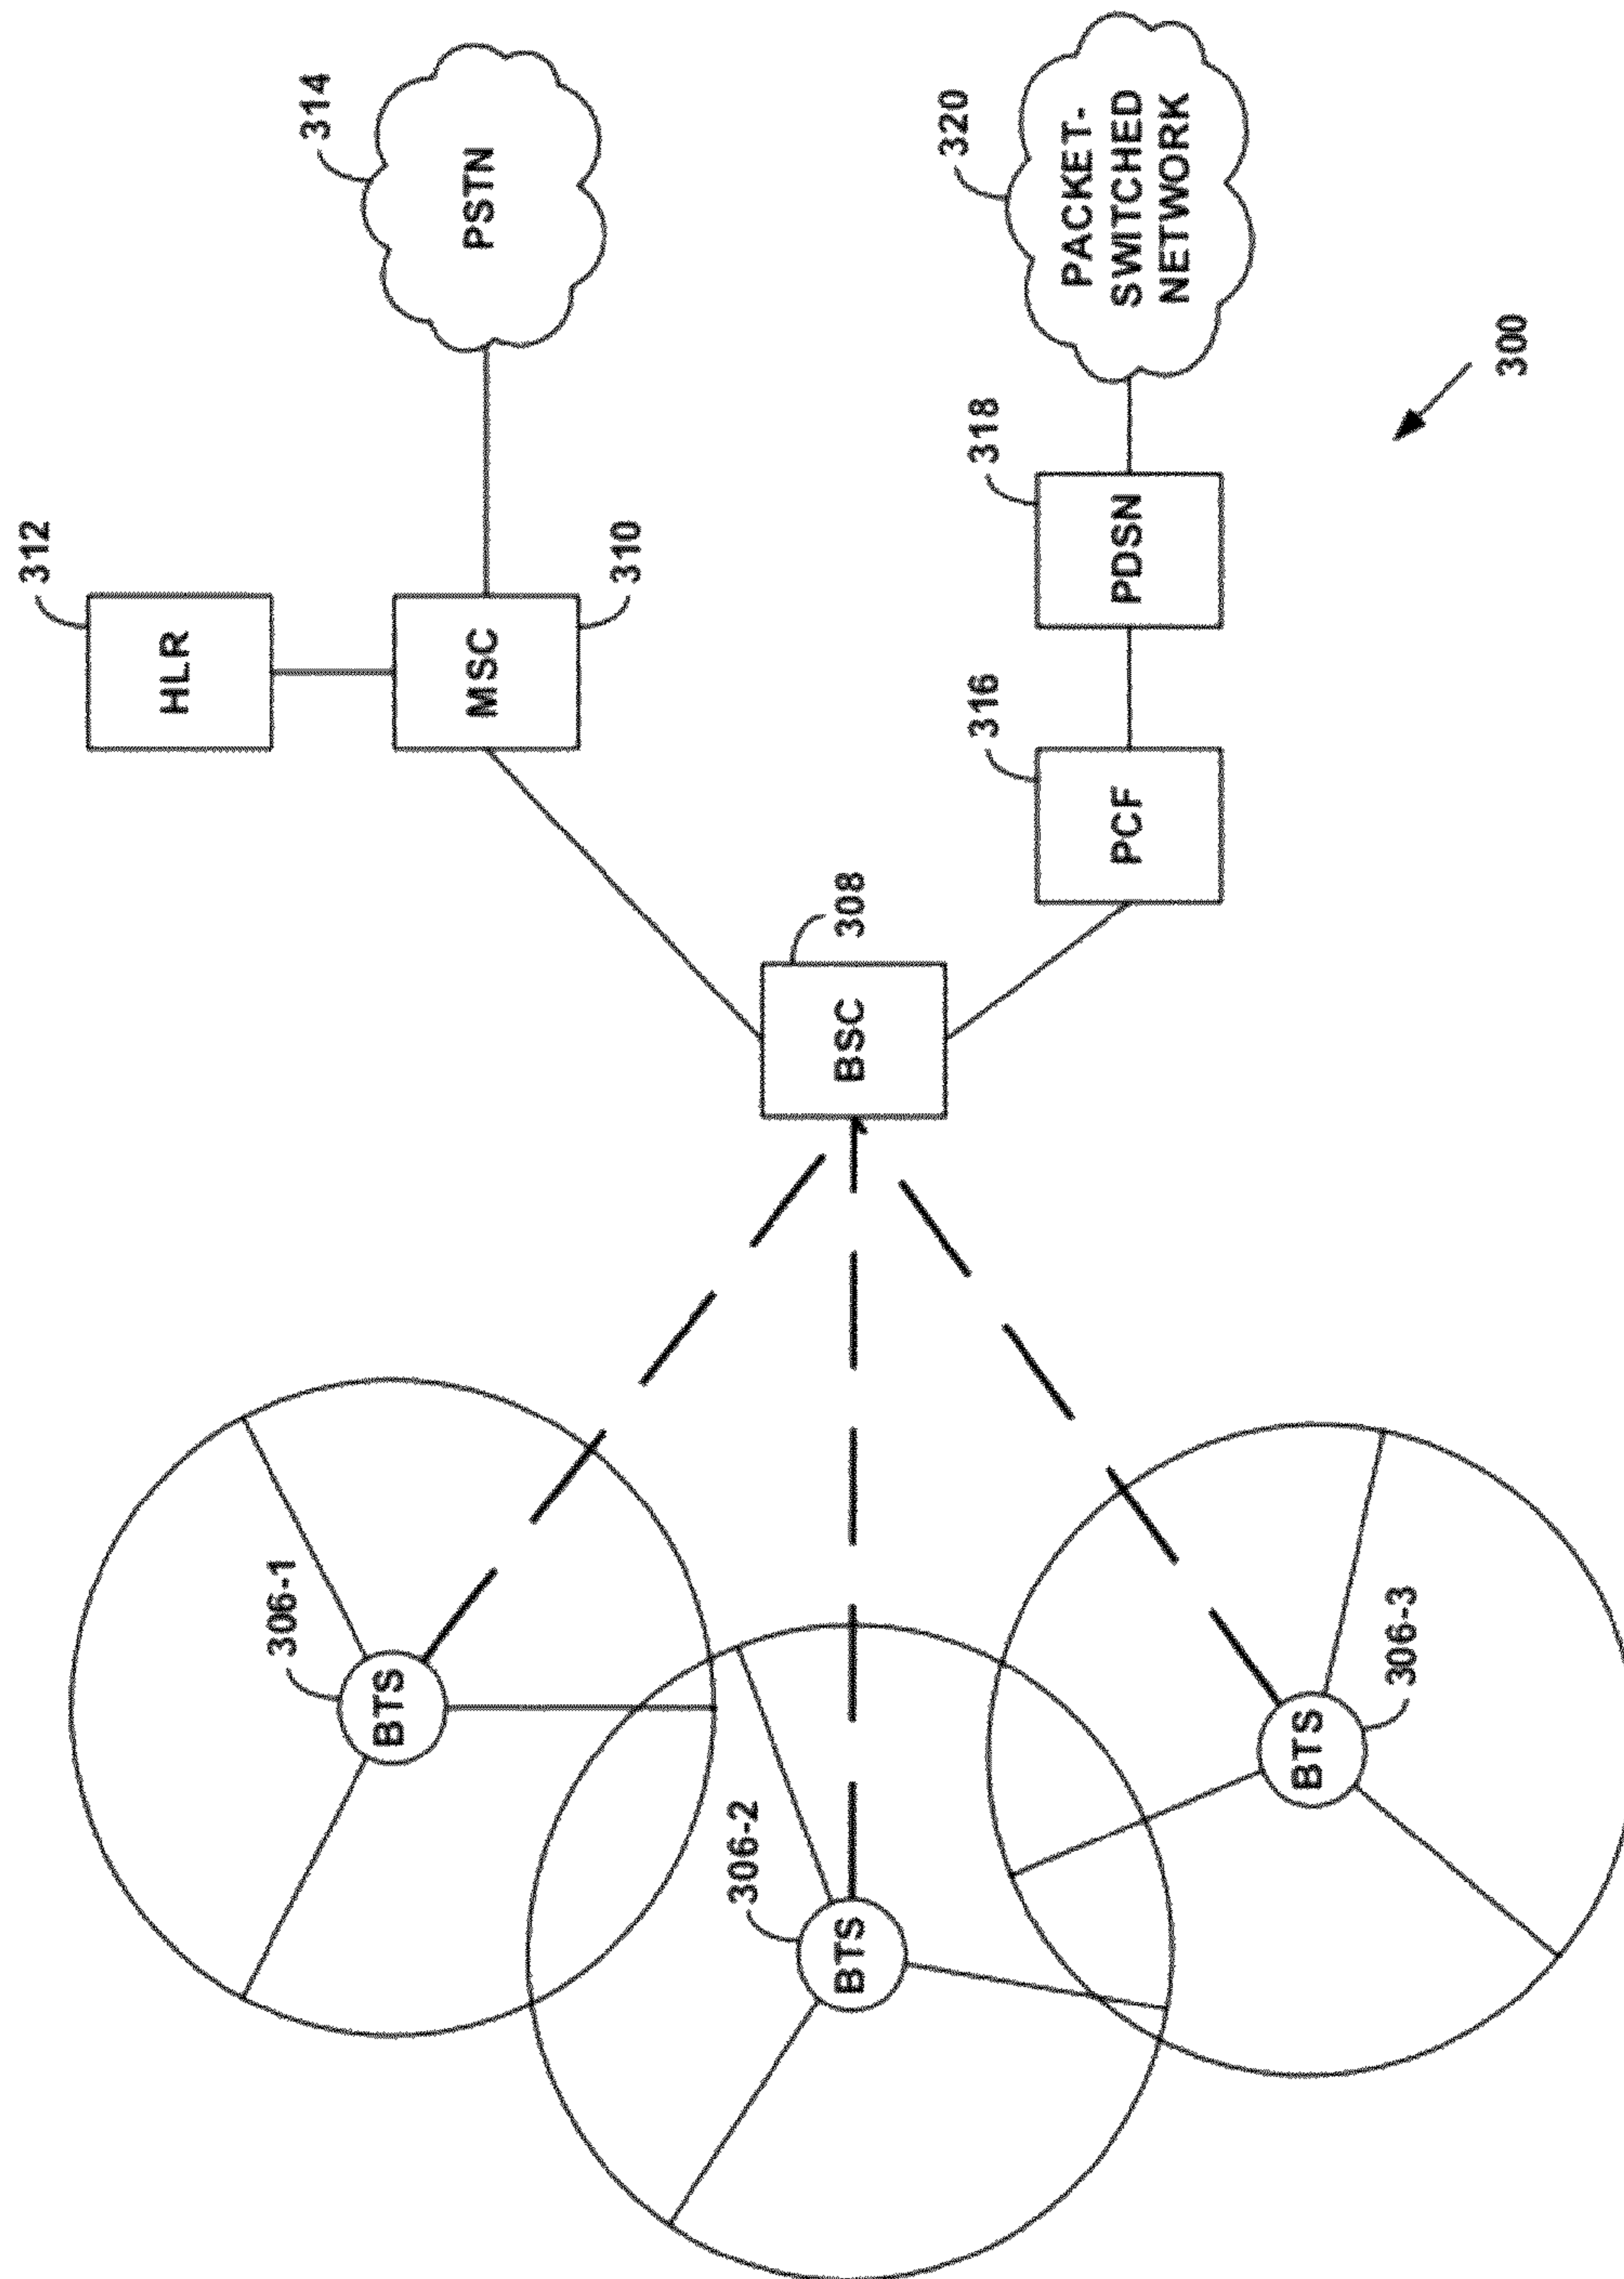 312
HLR
314
PSTN
MSC
310
306-1
BTS
BSC
308
306-2
BTS
316
PCF
318
PDSN
320
PACKET-
SWITCHED
NETWORK
BTS
306-3
300